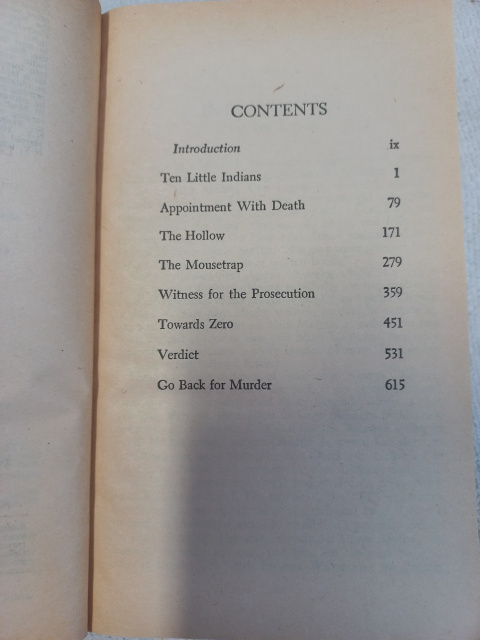 CONTENTS
Introduction ix
Ten Little Indians 1
Appointment With Death 79
The Hollow 171
The Mousetrap 279
Witness for the Prosecution 359
Towards Zero 451
Verdict 531
Go Back for Murder 615